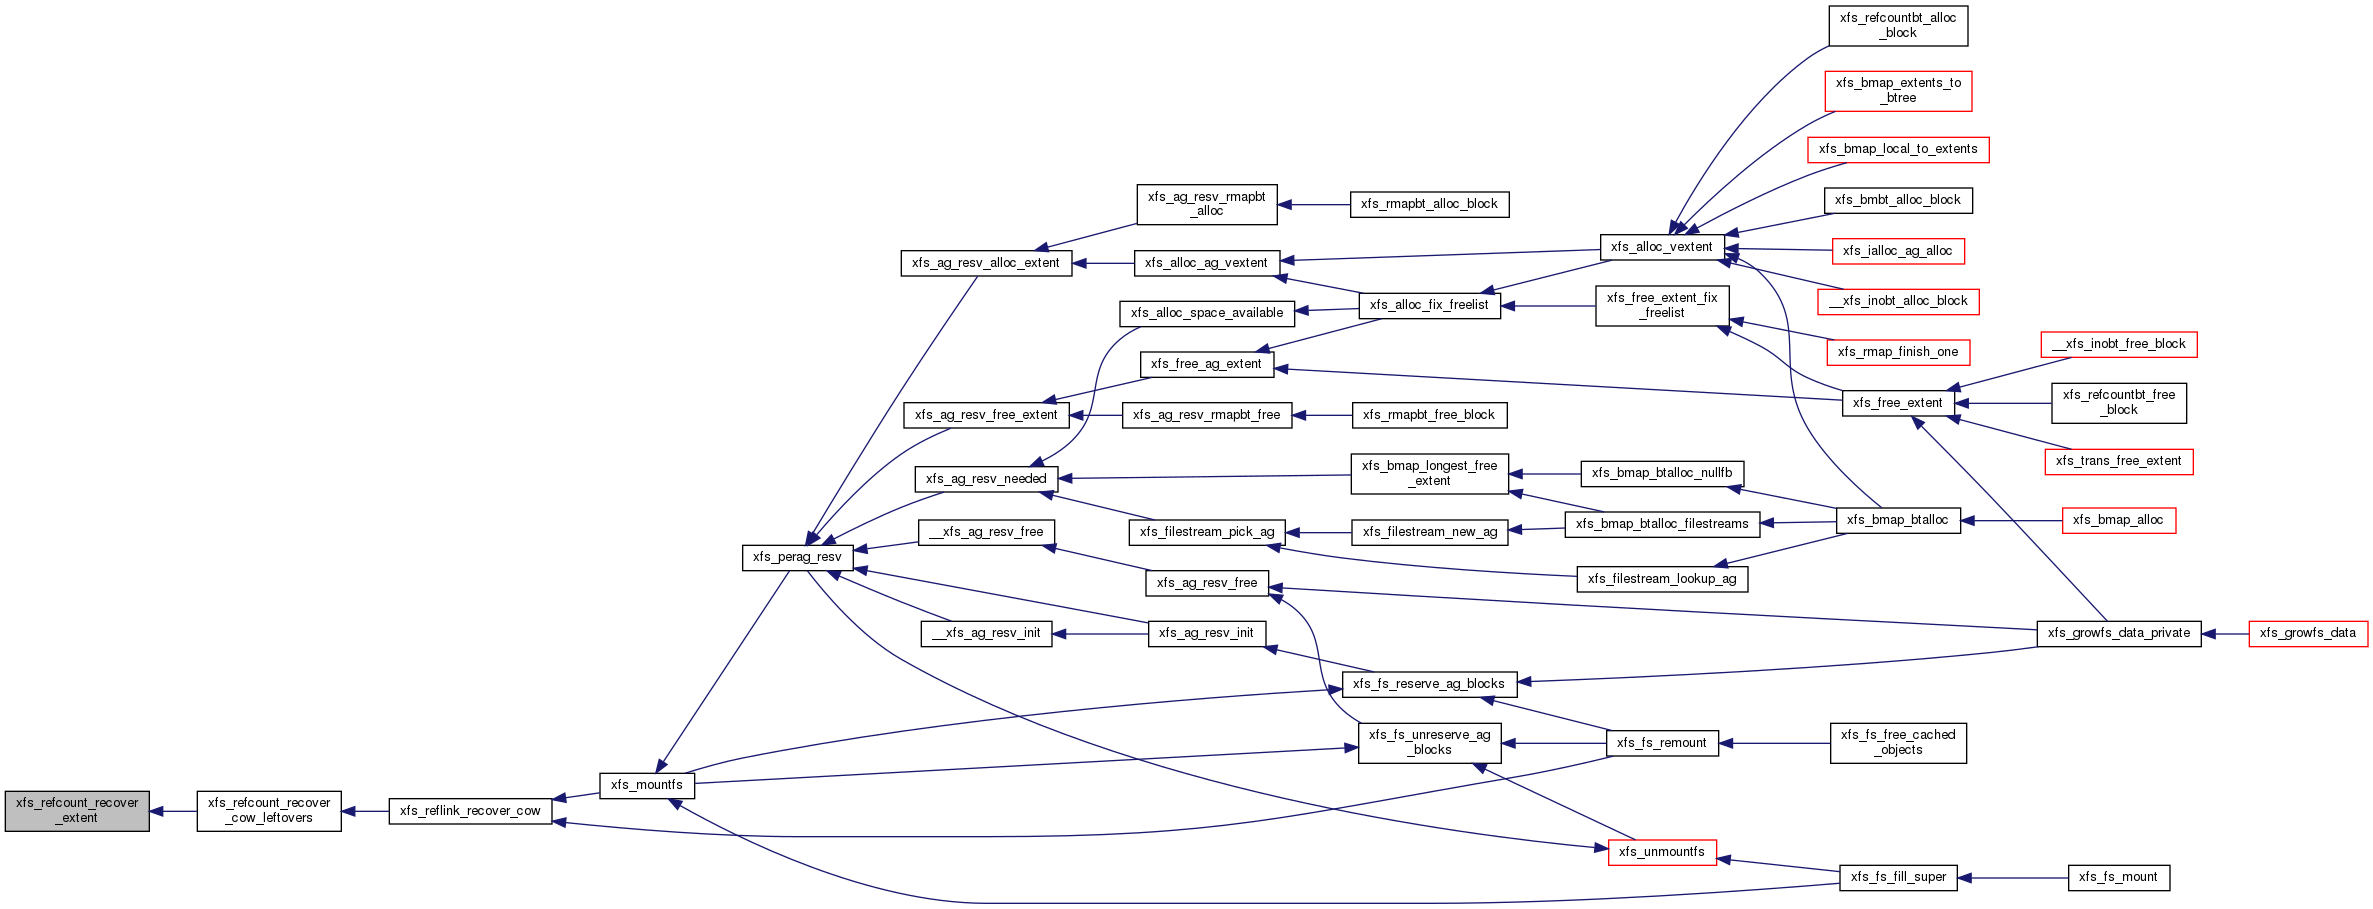 xfs_refcountbt_alloc
_block
xfs_bmap_extents_to
_btree
xfs_bmap_local_to_extents
xfs_ag_resv_rmapbt
_alloc
xfs_rmapbt_alloc_block
xfs_bmbt_alloc_block
xfs_alloc_vextent
xfs_ialloc_ag_alloc
xfs_ag_resv_alloc_extent
xfs_alloc_ag_vextent
xfs_alloc_space_available
xfs_alloc_fix_freelist
xfs_free_extent_fix
_freelist
__xfs_inobt_alloc_block
xfs_free_ag_extent
xfs_rmap_finish_one
__xfs_inobt_free_block
xfs_ag_resv_free_extent
xfs_ag_resv_rmapbt_free
xfs_rmapbt_free_block
xfs_free_extent
xfs_refcountbt_free
_block
xfs_trans_free_extent
xfs_ag_resv_needed
xfs_bmap_longest_free
_extent
xfs_bmap_btalloc_nullfb
__xfs_ag_resv_free
xfs_filestream_pick_ag
xfs_filestream_new_ag
xfs_bmap_btalloc_filestreams
xfs_bmap_btalloc
xfs_bmap_alloc
xfs_perag_resv
xfs_ag_resv_free
xfs_filestream_lookup_ag
__xfs_ag_resv_init
xfs_ag_resv_init
xfs_growfs_data_private
xfs_growfs_data
xfs_fs_reserve_ag_blocks
xfs_fs_unreserve_ag
_blocks
xfs_fs_remount
xfs_fs_free_cached
_objects
xfs_refcount_recover
_extent
xfs_refcount_recover
_cow_leftovers
xfs_reflink_recover_cow
xfs_mountfs
xfs_unmountfs
xfs_fs_fill_super
xfs_fs_mount